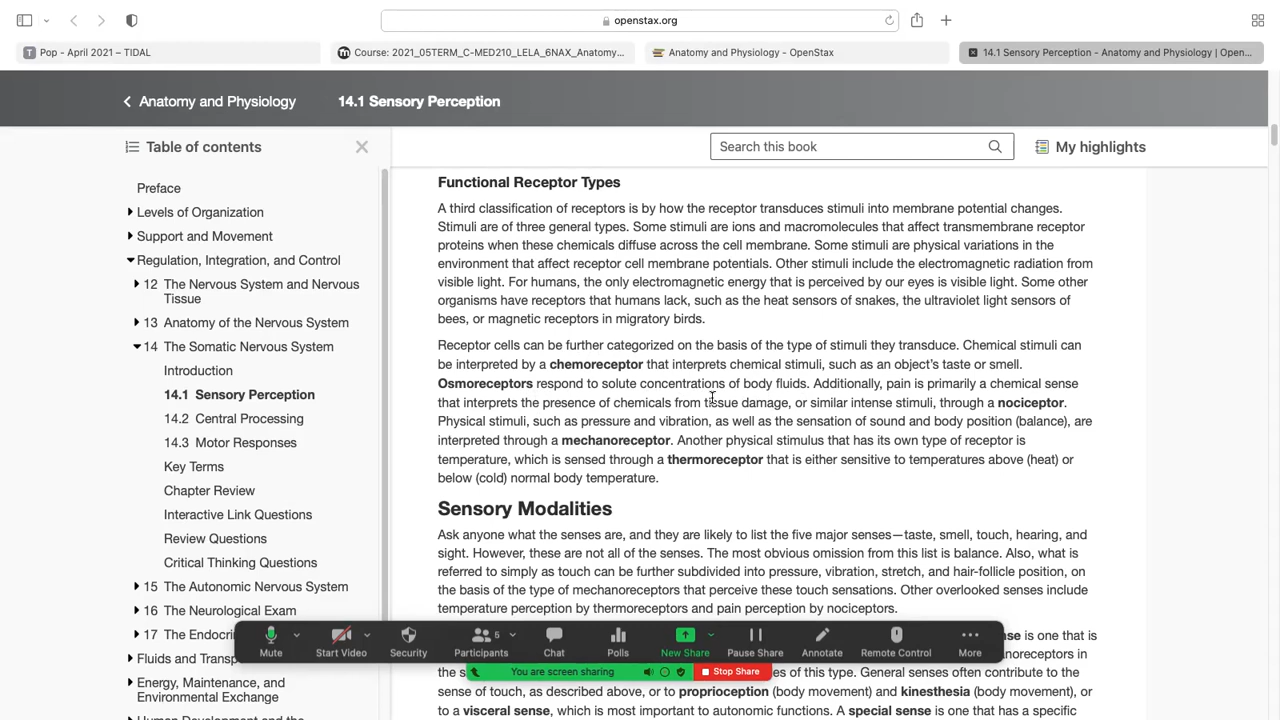 openstax.org
T Pop - April 2021 – TIDAL
Course: 2021_05TERM_C-MED210_LELA_6NAX_Anatomy...
Anatomy and Physiology - OpenStax
14.1 Sensory Perception - Anatomy and Physiology | Open...
Anatomy and Physiology
14.1 Sensory Perception
Table of contents
Search this book
My highlights
Preface
Levels of Organization
Support and Movement
Regulation, Integration, and Control
12 The Nervous System and Nervous
Tissue
13 Anatomy of the Nervous System
14 The Somatic Nervous System
Introduction
14.1 Sensory Perception
14.2 Central Processing
14.3 Motor Responses
Key Terms
Chapter Review
Interactive Link Questions
Review Questions
Critical Thinking Questions
15 The Autonomic Nervous System
16 The Neurological Exam
17 The Endocri
Fluids and Transp
Energy, Maintenance, and
Environmental Exchange
Human Development and the
Functional Receptor Types
A third classification of receptors is by how the receptor transduces stimuli into membrane potential changes.
Stimuli are of three general types. Some stimuli are ions and macromolecules that affect transmembrane receptor
proteins when these chemicals diffuse across the cell membrane. Some stimuli are physical variations in the
environment that affect receptor cell membrane potentials. Other stimuli include the electromagnetic radiation from
visible light. For humans, the only electromagnetic energy that is perceived by our eyes is visible light. Some other
organisms have receptors that humans lack, such as the heat sensors of snakes, the ultraviolet light sensors of
bees, or magnetic receptors in migratory birds.
Receptor cells can be further categorized on the basis of the type of stimuli they transduce. Chemical stimuli can
be interpreted by a chemoreceptor that interprets chemical stimuli, such as an object's taste or smell.
Osmoreceptors respond to solute concentrations of body fluids. Additionally, pain is primarily a chemical sense
that interprets the presence of chemicals from tissue damage, or similar intense stimuli, through a nociceptor.
Physical stimuli, such as pressure and vibration, as well as the sensation of sound and body position (balance), are
interpreted through a mechanoreceptor. Another physical stimulus that has its own type of receptor is
temperature, which is sensed through a thermoreceptor that is either sensitive to temperatures above (heat) or
below (cold) normal body temperature.
Sensory Modalities
Ask anyone what the senses are, and they are likely to list the five major senses—taste, smell, touch, hearing, and
sight. However, these are not all of the senses. The most obvious omission from this list is balance. Also, what is
referred to simply as touch can be further subdivided into pressure, vibration, stretch, and hair-follicle position, on
the basis of the type of mechanoreceptors that perceive these touch sensations. Other overlooked senses include
temperature perception by thermoreceptors and pain perception by nociceptors.
nse is one that is
anoreceptors in
the s
es of this type. General senses often contribute to the
sense of touch, as described above, or to proprioception (body movement) and kinesthesia (body movement), or
to a visceral sense, which is most important to autonomic functions. A special sense is one that has a specific
Mute
Start Video
Security
5
Participants
Chat
Polls
New Share
Pause Share
Annotate
Remote Control
More
You are screen sharing
Stop Share